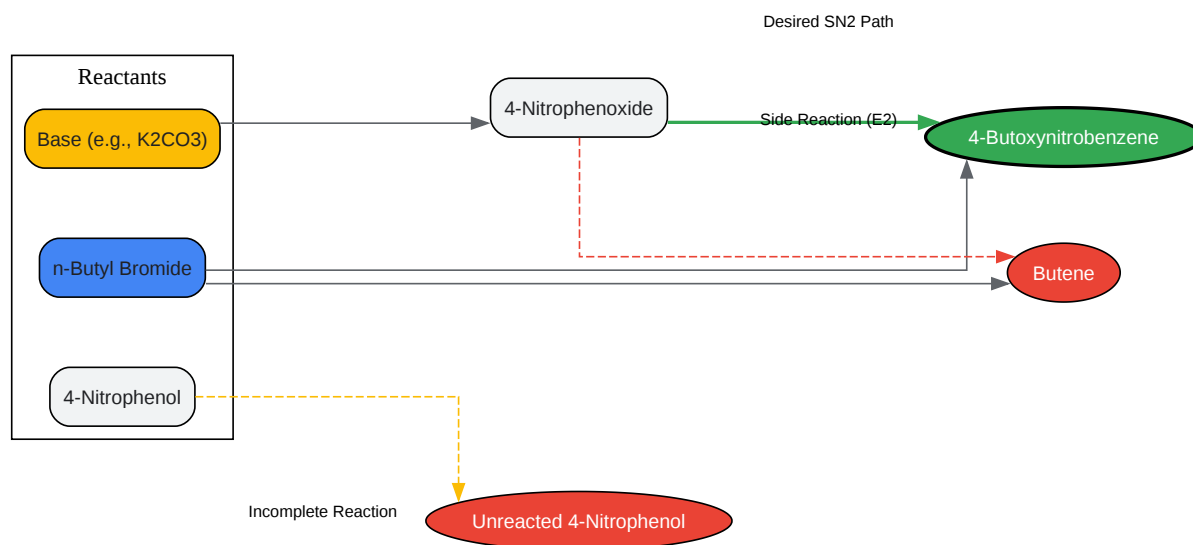 Desired SN2 Path
Reactants
4-Nitrophenoxide
Side Reaction (E2)
Base (e.g., K2CO3)
4-Butoxynitrobenzene
n-Butyl Bromide
Butene
4-Nitrophenol
Incomplete Reaction
Unreacted 4-Nitrophenol